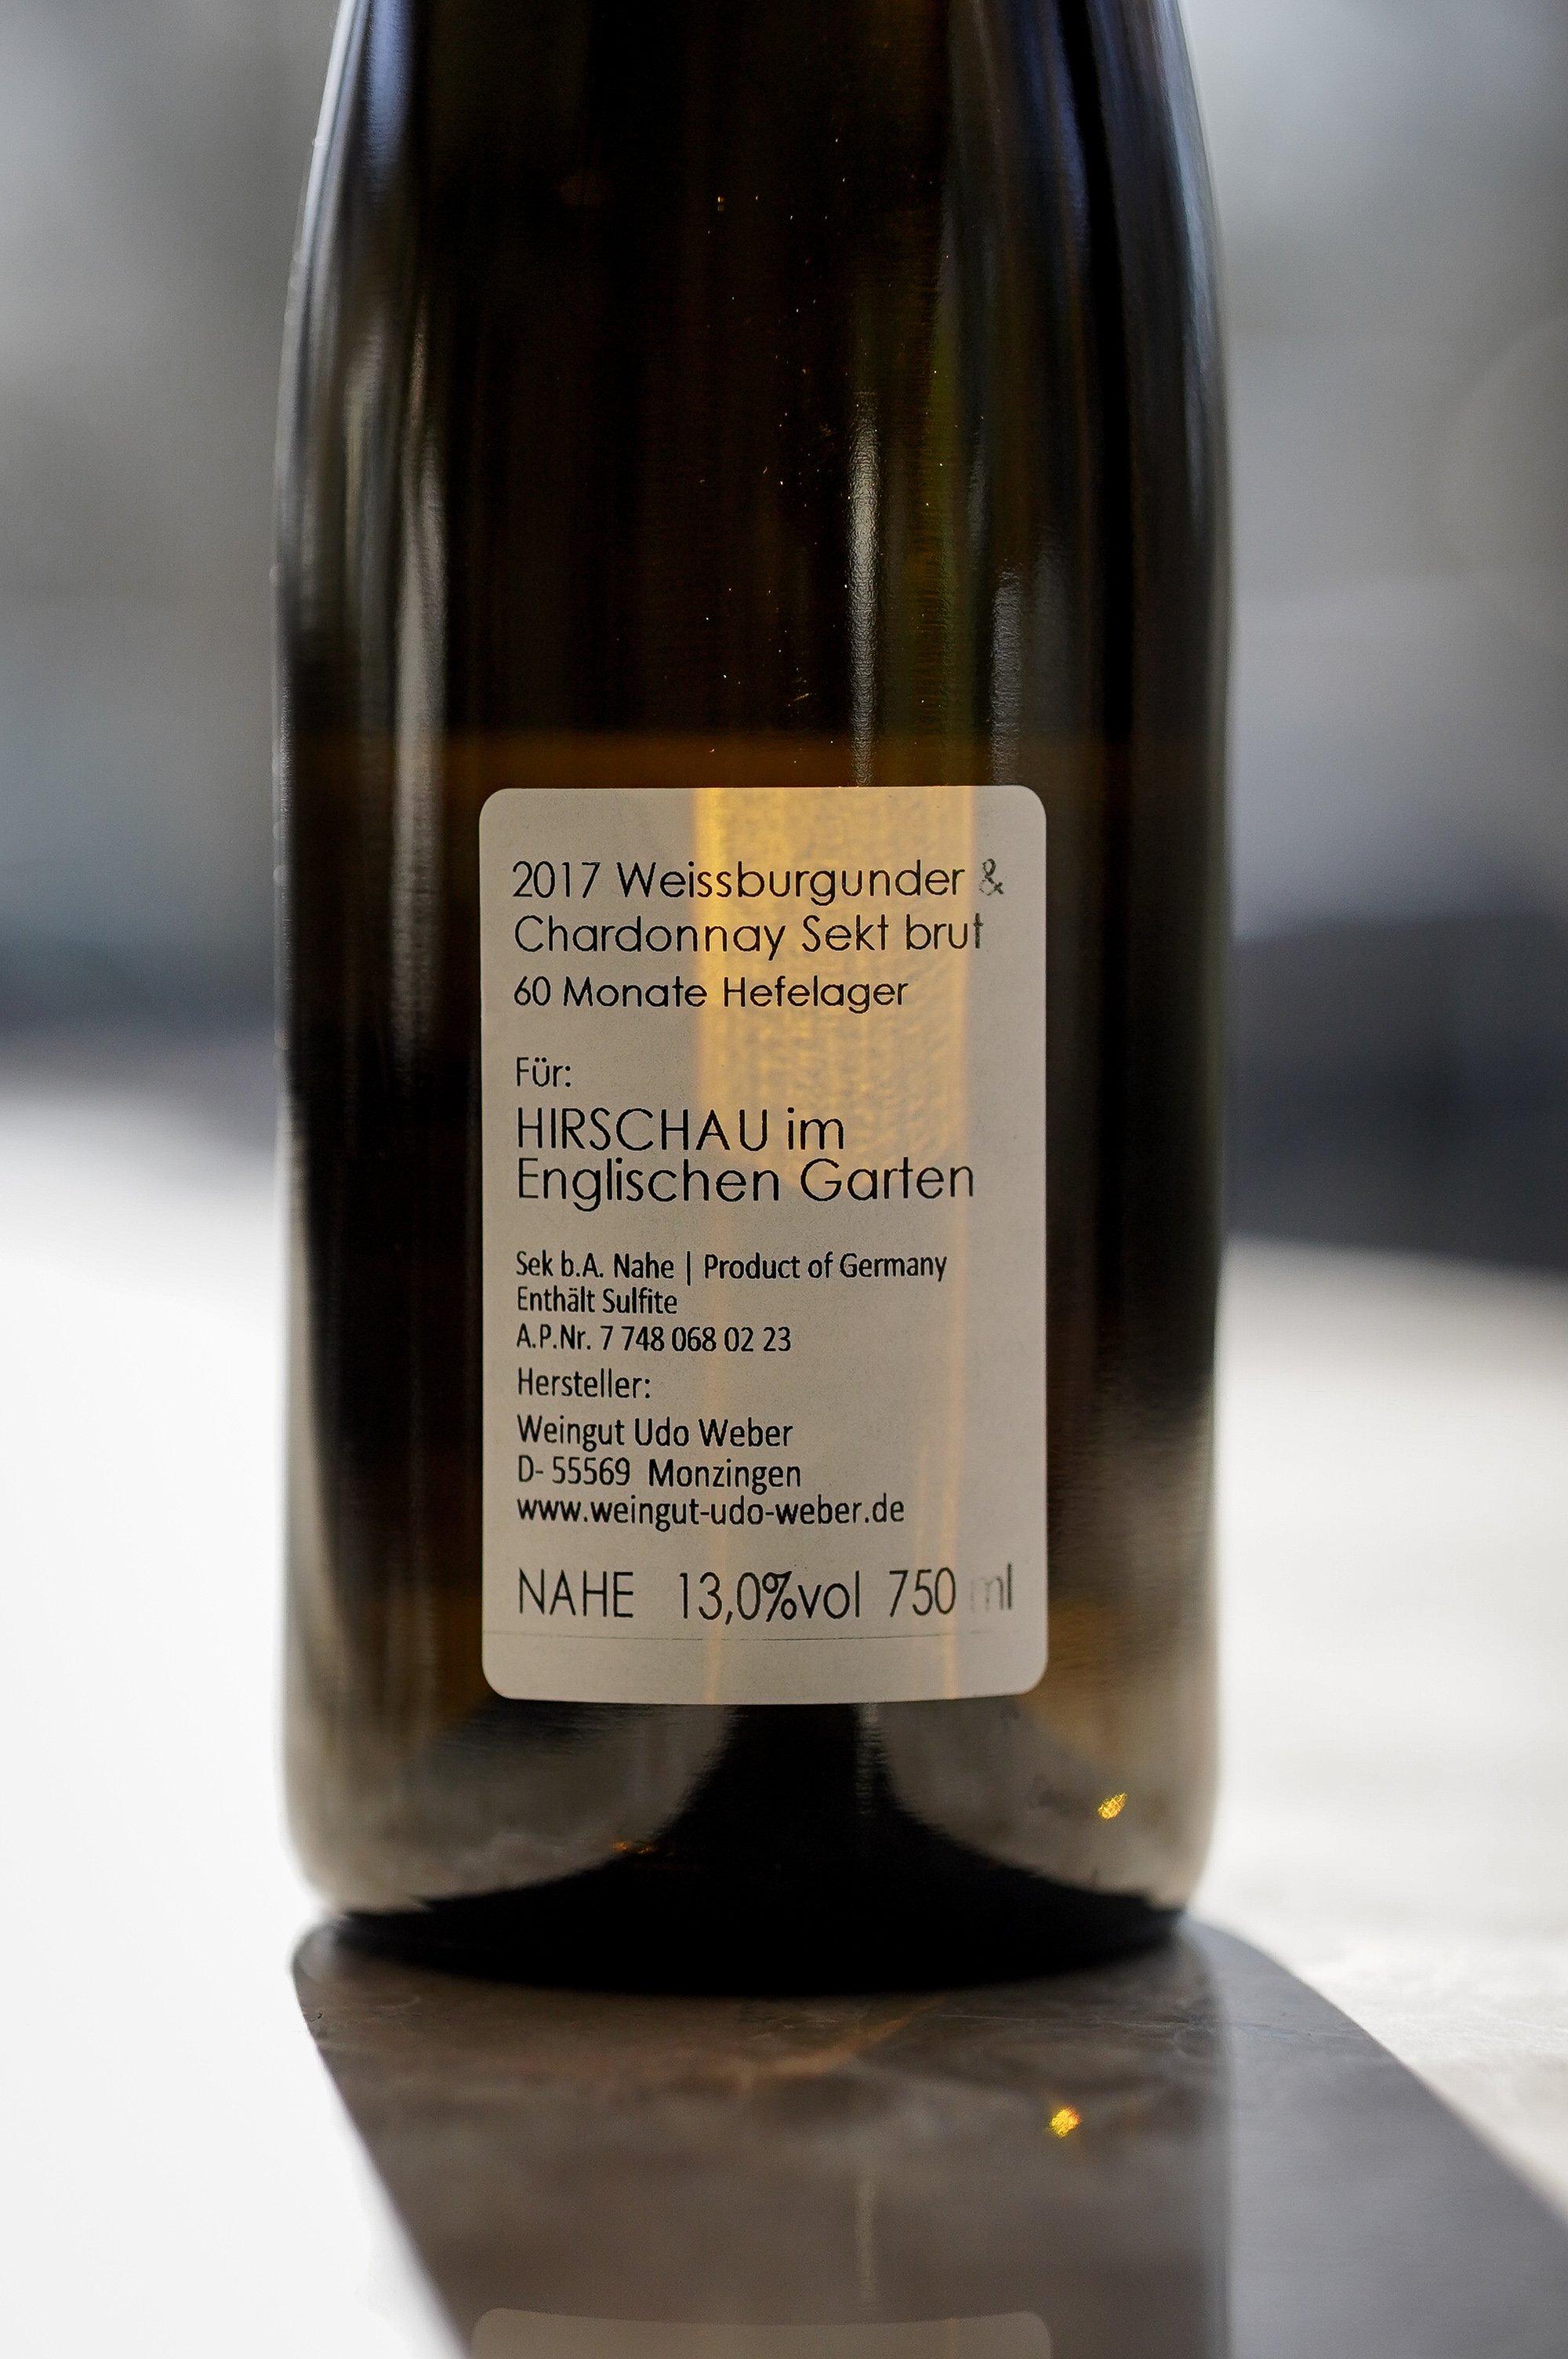 2017 Weissburgunder &
Chardonnay Sekt brut
60 Monate Hefelager
Für:
HIRSCHAU im
Englischen Garten
Sek b.A. Nahe | Product of Germany
Enthält Sulfite
A.P.Nr. 7 748 068 02 23
Hersteller:
Weingut Udo Weber
D- 55569 Monzingen
www.weingut-udo-weber.de
NAHE 13,0%vol 750 ml